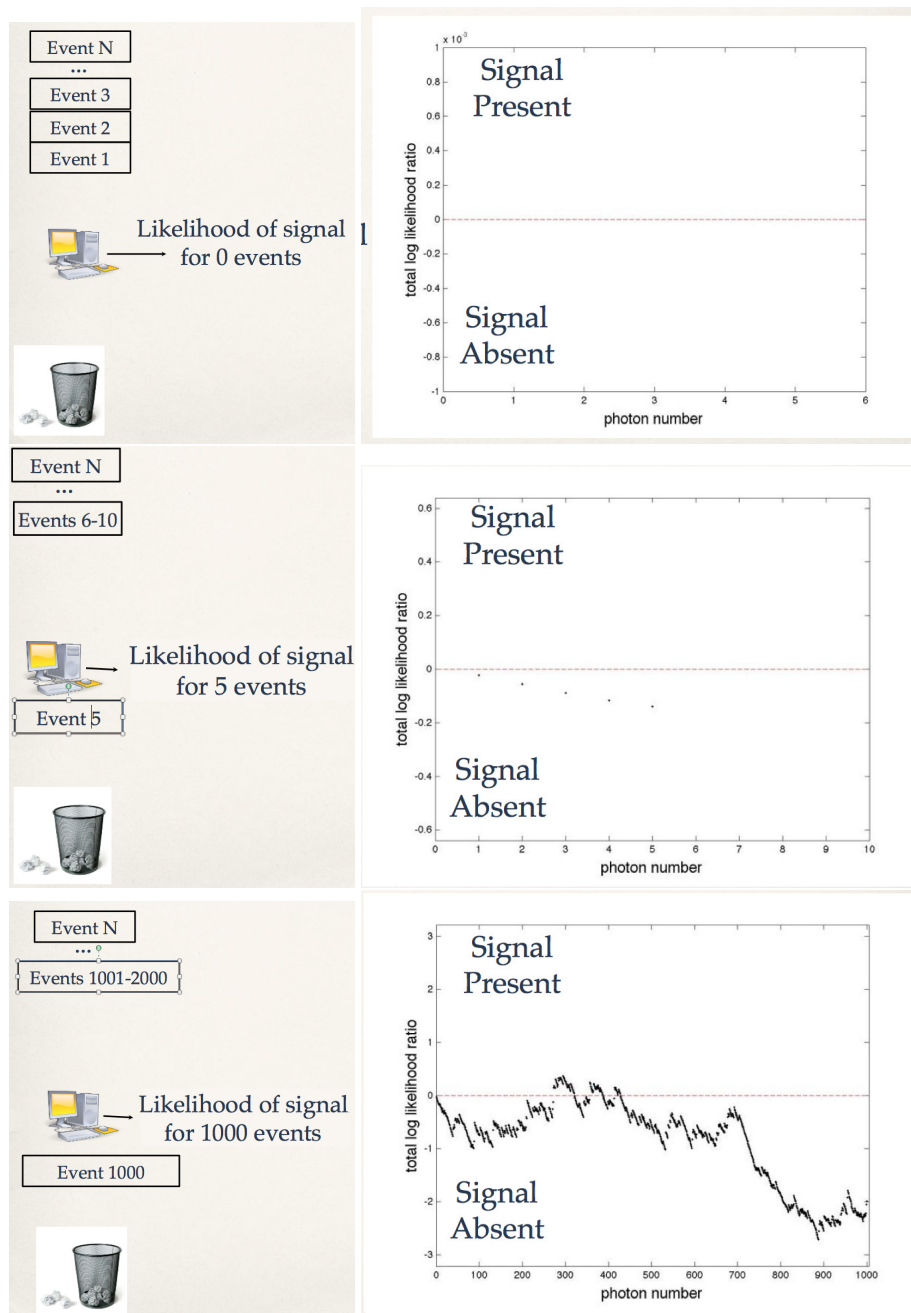 Event N
...
Event 3
Event 2
Event 1
Likelihood of signal
for 0 events
l
x 10⁻³
Signal
Present
1
0.8
0.6
0.4
0.2
0
-0.2
-0.4
-0.6
-0.8
-1
total log likelihood ratio
Signal
Absent
0 1 2 3 4 5 6
photon number
Event N
...
Events 6-10
Likelihood of signal
for 5 events
Event 5
Signal
Present
0.6
0.4
0.2
0
-0.2
-0.4
-0.6
total log likelihood ratio
Signal
Absent
0 1 2 3 4 5 6 7 8 9 10
photon number
Event N
...
Events 1001-2000
Likelihood of signal
for 1000 events
Event 1000
Signal
Present
3
2
1
0
-1
-2
-3
total log likelihood ratio
Signal
Absent
0 100 200 300 400 500 600 700 800 900 1000
photon number